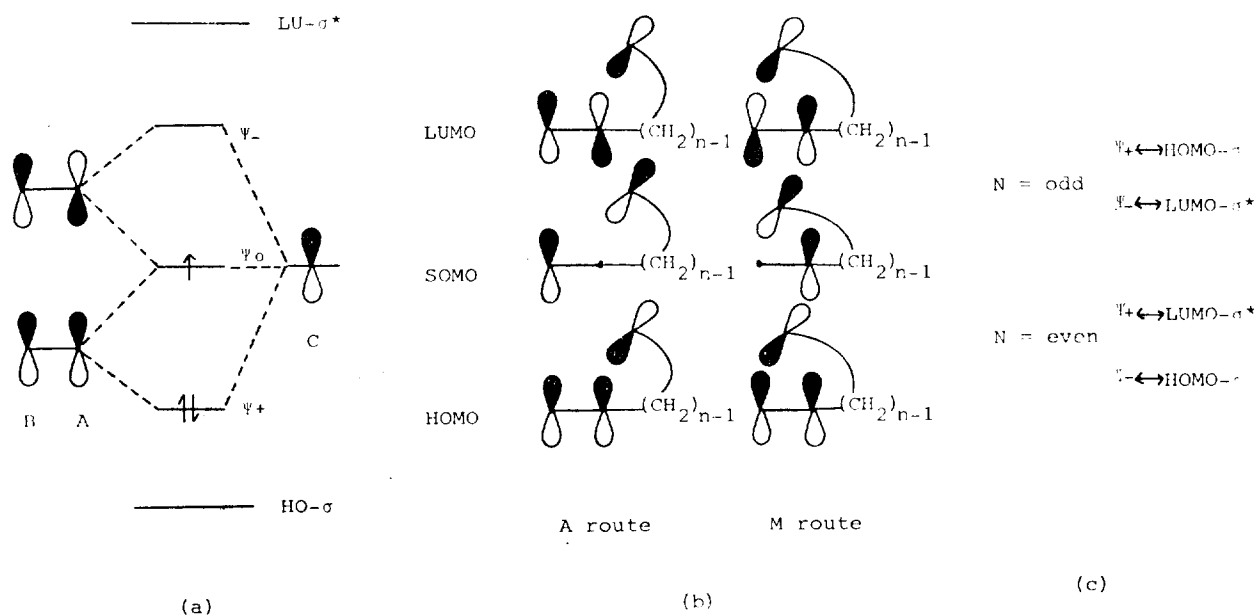 LU-σ*
Ψ-
Ψo
C
B A
Ψ+
HO-σ
(a)
LUMO
(CH2)n-1
(CH2)n-1
SOMO
(CH2)n-1
(CH2)n-1
HOMO
(CH2)n-1
(CH2)n-1
A route
M route
(b)
Ψ+↔HOMO-σ
N = odd
Ψ-↔LUMO-σ*
Ψ+↔LUMO-σ*
N = even
Ψ-↔HOMO-σ
(c)